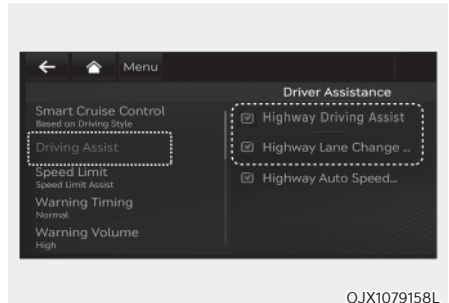 Menu
Driver Assistance
Smart Cruise Control
Based on Driving Style
Driving Assist
Speed Limit
Speed Limit Assist
Warning Timing
Normal
Warning Volume
High
Highway Driving Assist
Highway Lane Change ...
Highway Auto Speed...
OJX1079158L